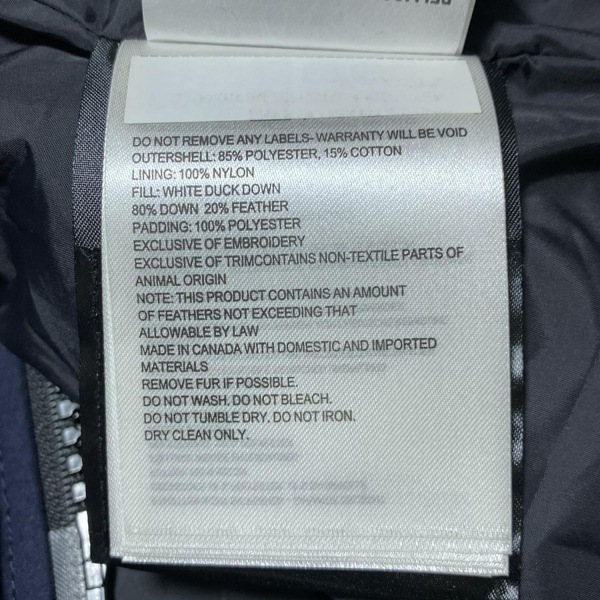 DO NOT REMOVE ANY LABELS- WARRANTY WILL BE VOID
OUTERSHELL: 85% POLYESTER, 15% COTTON
LINING: 100% NYLON
FILL: WHITE DUCK DOWN
80% DOWN 20% FEATHER
PADDING: 100% POLYESTER
EXCLUSIVE OF EMBROIDERY
EXCLUSIVE OF TRIMCONTAINS NON-TEXTILE PARTS OF
ANIMAL ORIGIN
NOTE: THIS PRODUCT CONTAINS AN AMOUNT
OF FEATHERS NOT EXCEEDING THAT
ALLOWABLE BY LAW
MADE IN CANADA WITH DOMESTIC AND IMPORTED
MATERIALS
REMOVE FUR IF POSSIBLE.
DO NOT WASH. DO NOT BLEACH.
DO NOT TUMBLE DRY. DO NOT IRON.
DRY CLEAN ONLY.